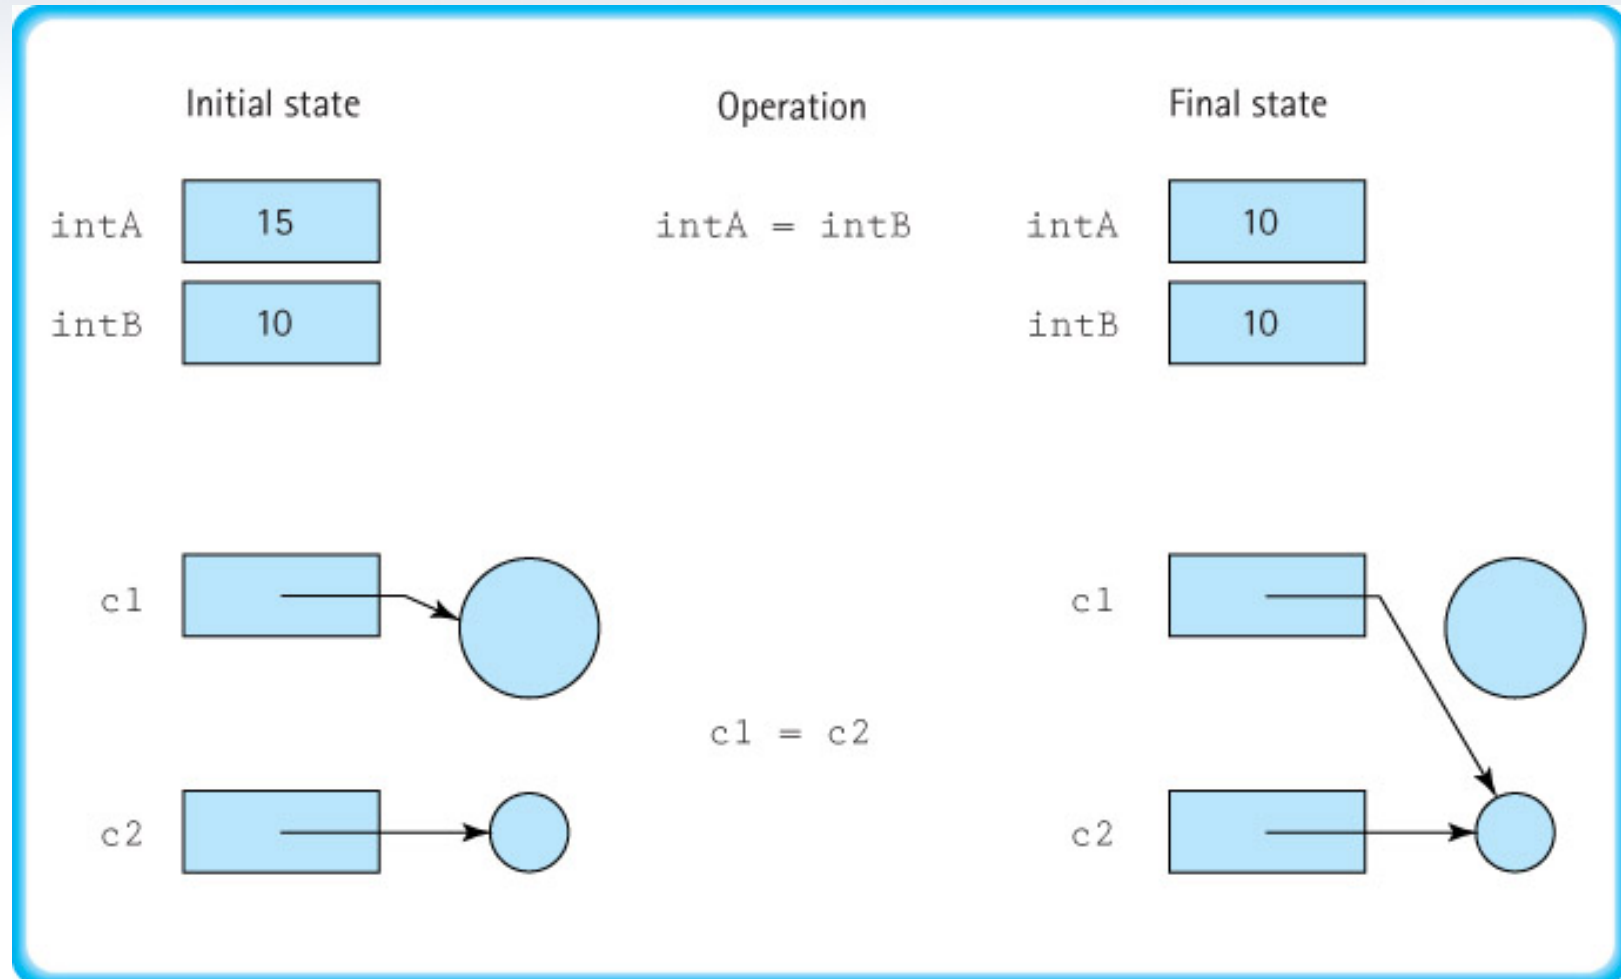 Initial state Operation Final state
intA 15 intA = intB intA 10
intB 10 intB 10
c1 c1
c1 = c2
c2 c2